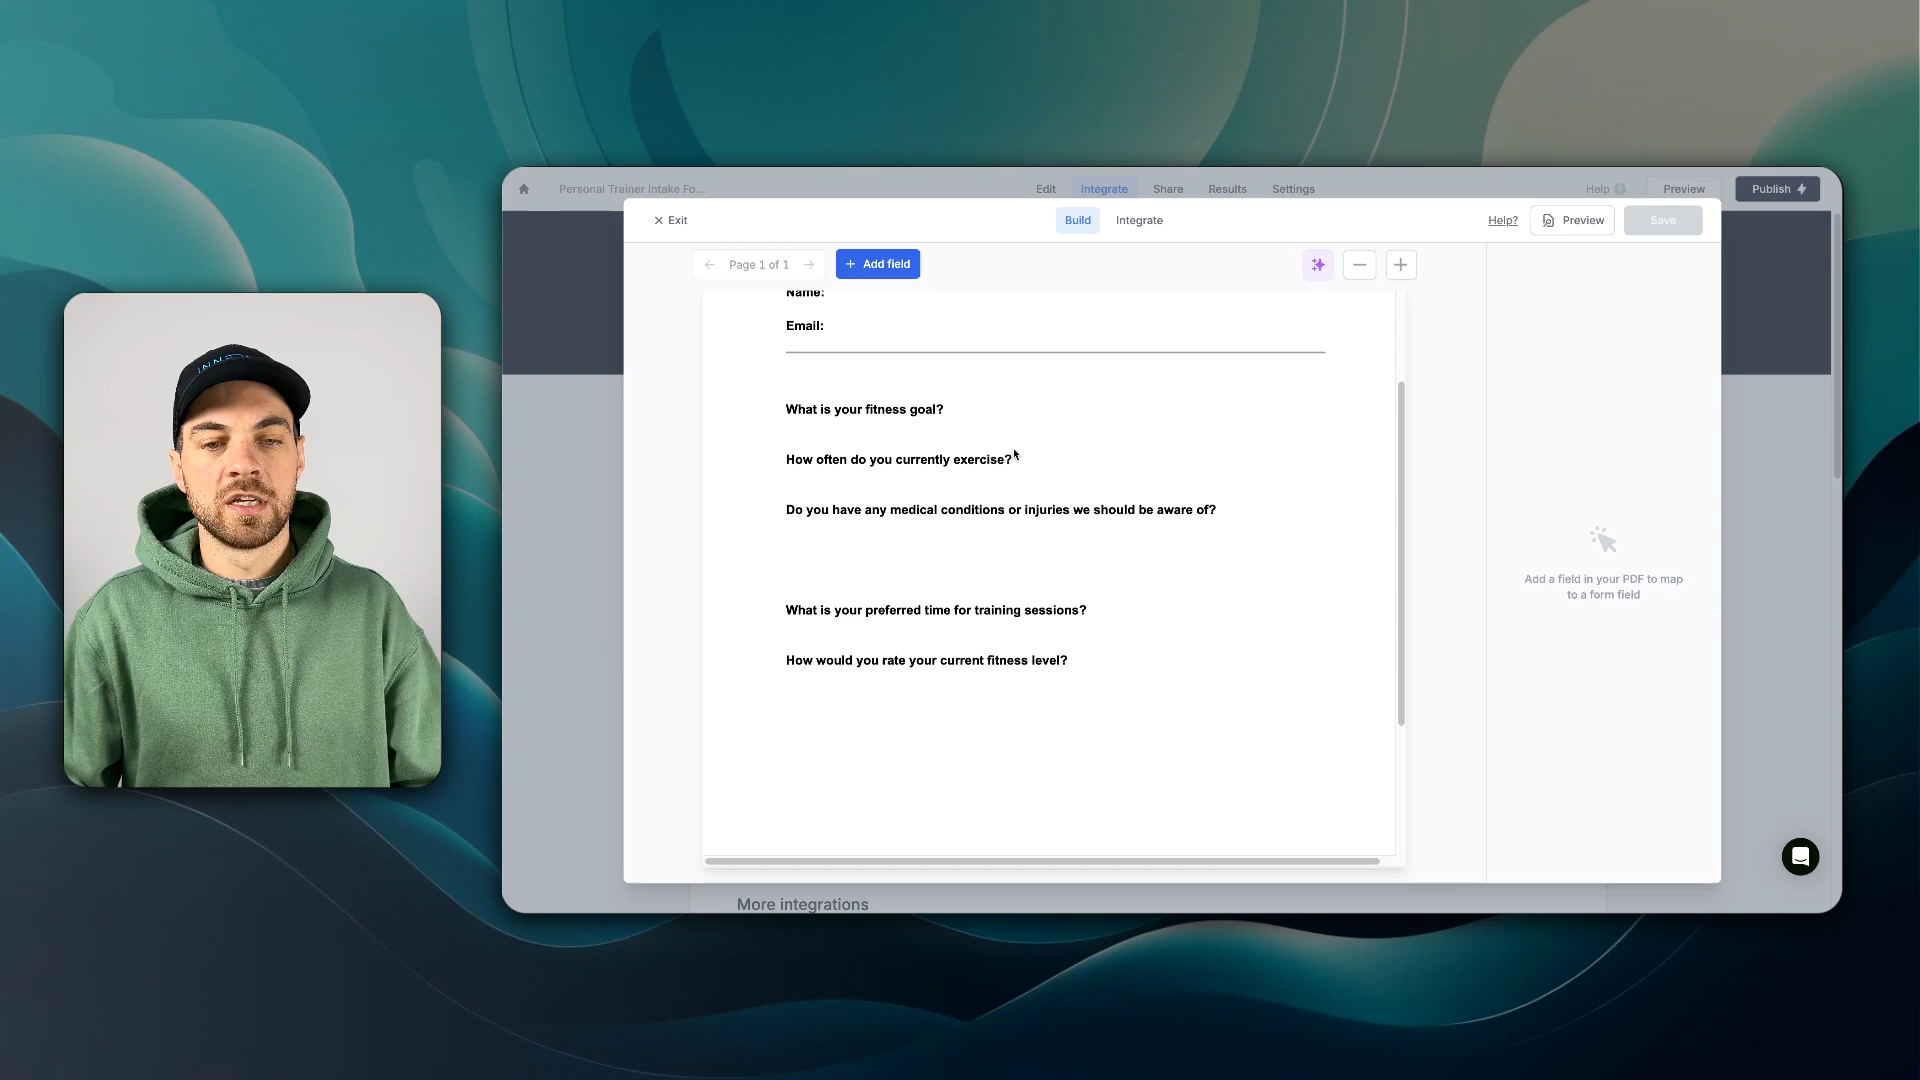 Personal Trainer Intake Fo...
Edit
Integrate
Share
Results
Settings
Help
Preview
Publish
Exit
Build
Integrate
Help?
Preview
Save
Page 1 of 1
Add field
Name:
Email:
What is your fitness goal?
How often do you currently exercise?
Do you have any medical conditions or injuries we should be aware of?
What is your preferred time for training sessions?
How would you rate your current fitness level?
Add a field in your PDF to map
to a form field
More integrations